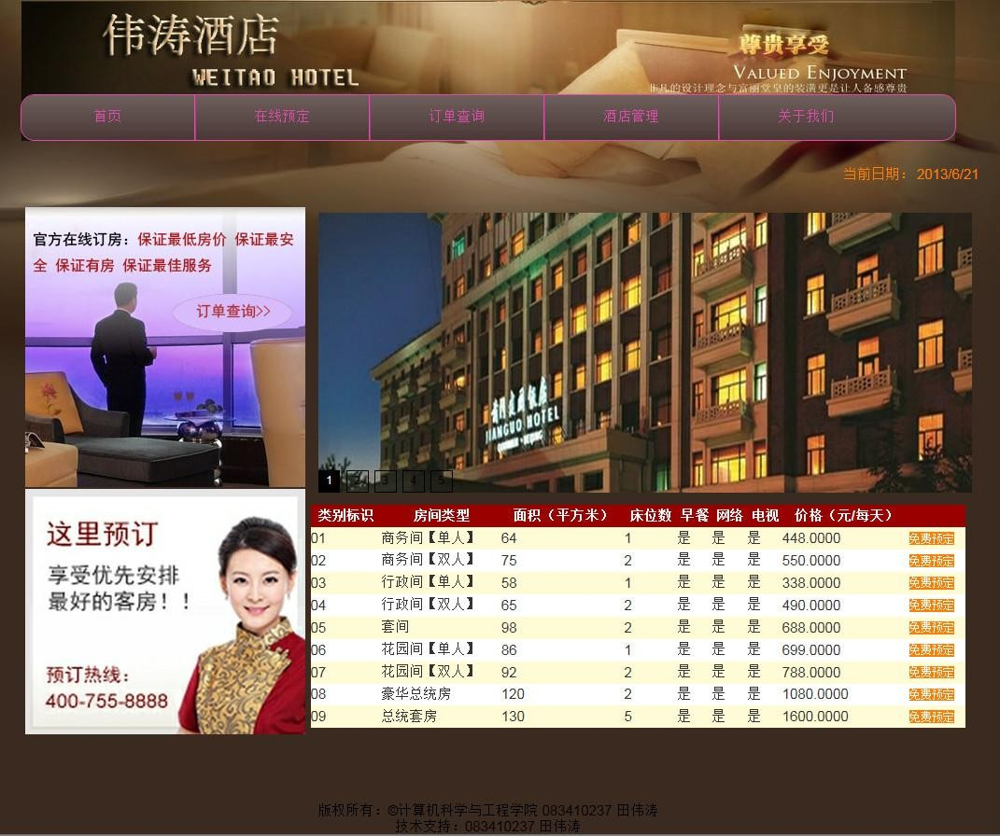 伟涛酒店
WEITAO HOTEL
尊贵享受
VALUED ENJOYMENT
非凡的设计理念与富丽堂皇的装潢更是让人备感尊贵
首页 在线预定 订单查询 酒店管理 关于我们
当前日期： 2013/6/21
官方在线订房：保证最低房价 保证最安
全 保证有房 保证最佳服务
订单查询>>
JIANGUO HOTEL
1 2 3 4 5
这里预订
享受优先安排
最好的客房！！
预订热线：
400-755-8888
类别标识 房间类型 面积（平方米） 床位数 早餐 网络 电视 价格（元/每天）
01 商务间【单人】 64 1 是 是 是 448.0000 免费预定
02 商务间【双人】 75 2 是 是 是 550.0000 免费预定
03 行政间【单人】 58 1 是 是 是 338.0000 免费预定
04 行政间【双人】 65 2 是 是 是 490.0000 免费预定
05 套间 98 2 是 是 是 688.0000 免费预定
06 花园间【单人】 86 1 是 是 是 699.0000 免费预定
07 花园间【双人】 92 2 是 是 是 788.0000 免费预定
08 豪华总统房 120 2 是 是 是 1080.0000 免费预定
09 总统套房 130 5 是 是 是 1600.0000 免费预定
版权所有：©计算机科学与工程学院 083410237 田伟涛
技术支持：083410237 田伟涛